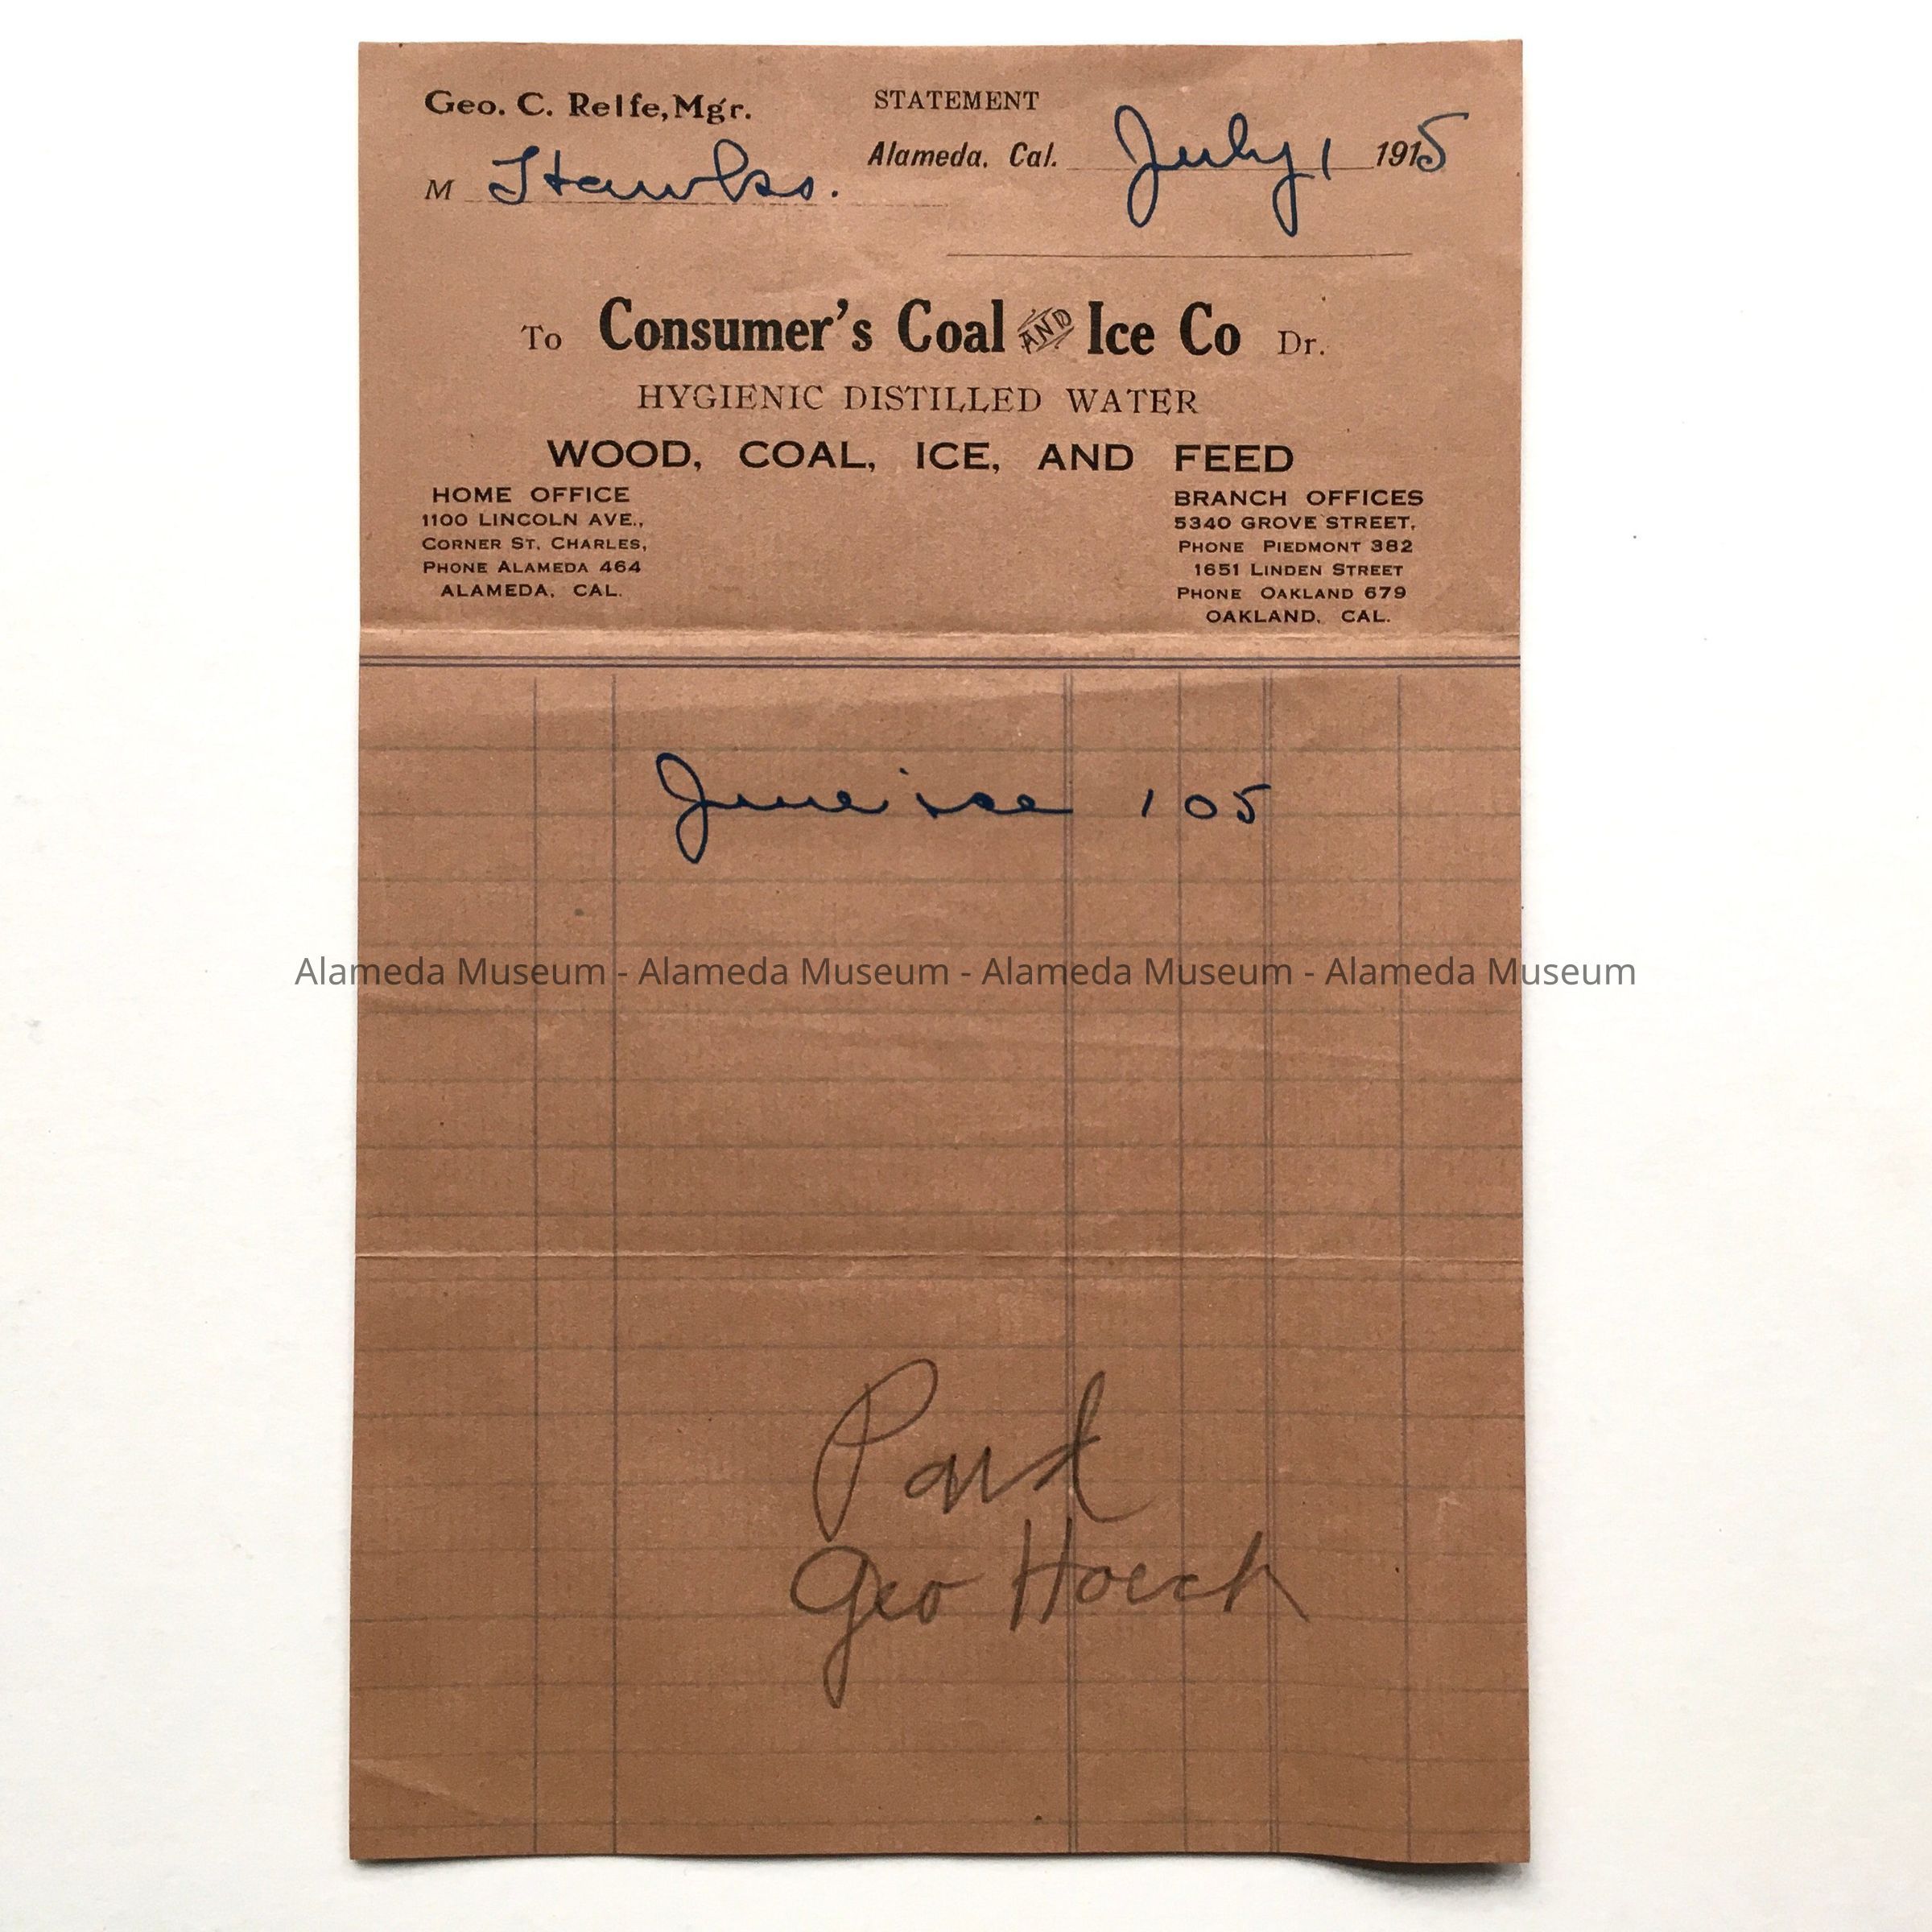 Geo. C. Relfe, Mgr.
STATEMENT
Alameda, Cal. July 1 1915
M Hawks.
To Consumer's Coal AND Ice Co Dr.
HYGIENIC DISTILLED WATER
WOOD, COAL, ICE, AND FEED
HOME OFFICE
1100 LINCOLN AVE.,
CORNER ST. CHARLES,
PHONE ALAMEDA 464
ALAMEDA, CAL.
BRANCH OFFICES
5340 GROVE STREET,
PHONE PIEDMONT 382
1651 LINDEN STREET
PHONE OAKLAND 679
OAKLAND, CAL.
June ice 1 05
Alameda Museum - Alameda Museum - Alameda Museum - Alameda Museum
Paid
Geo